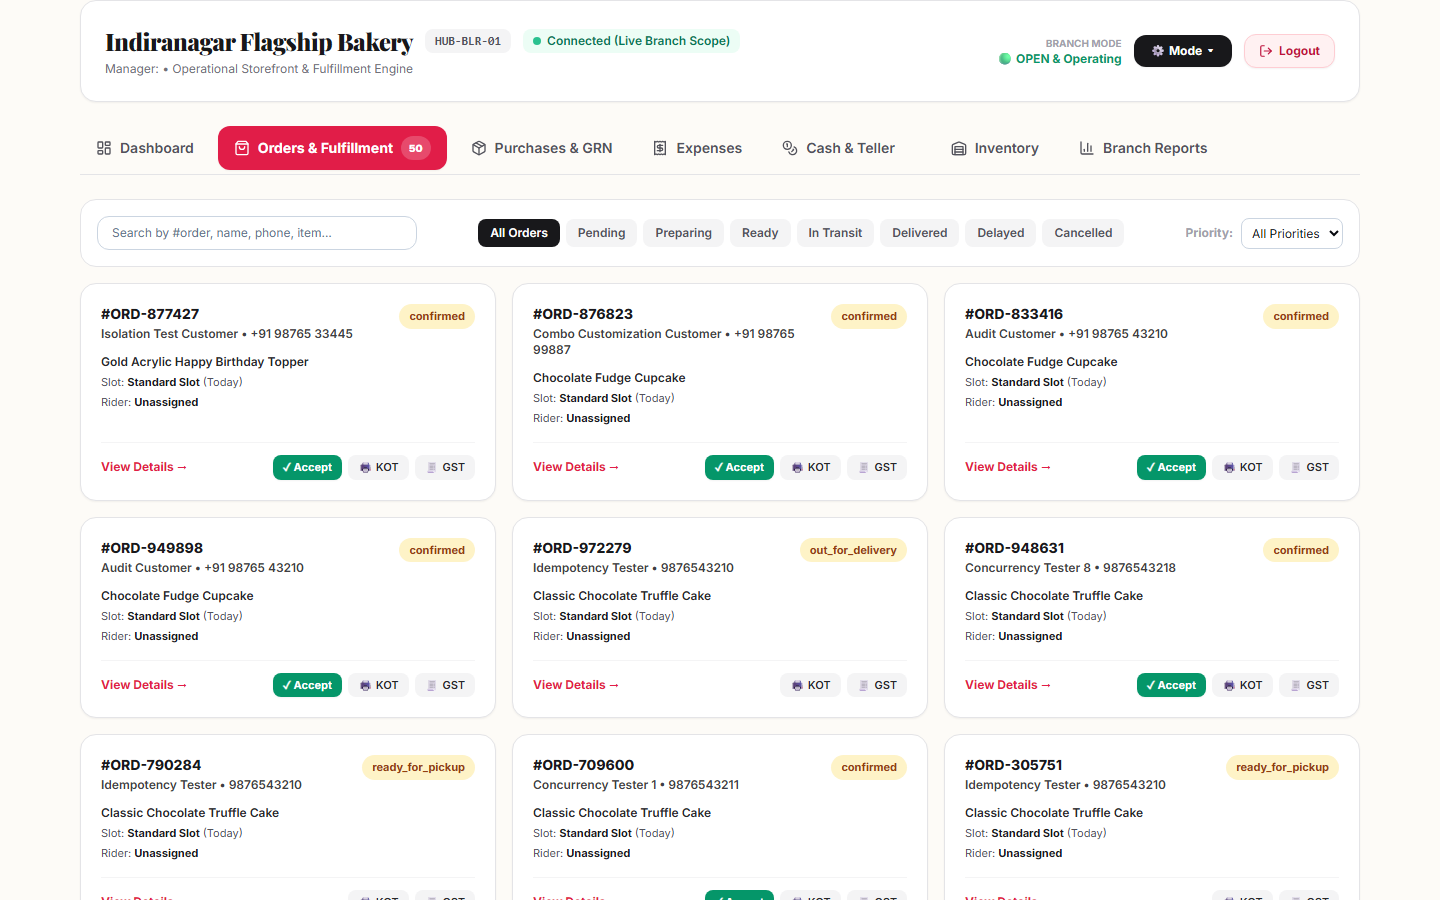 Indiranagar Flagship Bakery
HUB-BLR-01
Connected (Live Branch Scope)
Manager: • Operational Storefront & Fulfillment Engine
BRANCH MODE
OPEN & Operating
Mode
Logout
Dashboard
Orders & Fulfillment 50
Purchases & GRN
Expenses
Cash & Teller
Inventory
Branch Reports
Search by #order, name, phone, item...
All Orders
Pending
Preparing
Ready
In Transit
Delivered
Delayed
Cancelled
Priority:
All Priorities
#ORD-877427
confirmed
Isolation Test Customer • +91 98765 33445
Gold Acrylic Happy Birthday Topper
Slot: Standard Slot (Today)
Rider: Unassigned
View Details →
✓ Accept
KOT
GST
#ORD-876823
confirmed
Combo Customization Customer • +91 98765
99887
Chocolate Fudge Cupcake
Slot: Standard Slot (Today)
Rider: Unassigned
View Details →
✓ Accept
KOT
GST
#ORD-833416
confirmed
Audit Customer • +91 98765 43210
Chocolate Fudge Cupcake
Slot: Standard Slot (Today)
Rider: Unassigned
View Details →
✓ Accept
KOT
GST
#ORD-949898
confirmed
Audit Customer • +91 98765 43210
Chocolate Fudge Cupcake
Slot: Standard Slot (Today)
Rider: Unassigned
View Details →
✓ Accept
KOT
GST
#ORD-972279
out_for_delivery
Idempotency Tester • 9876543210
Classic Chocolate Truffle Cake
Slot: Standard Slot (Today)
Rider: Unassigned
View Details →
KOT
GST
#ORD-948631
confirmed
Concurrency Tester 8 • 9876543218
Classic Chocolate Truffle Cake
Slot: Standard Slot (Today)
Rider: Unassigned
View Details →
✓ Accept
KOT
GST
#ORD-790284
ready_for_pickup
Idempotency Tester • 9876543210
Classic Chocolate Truffle Cake
Slot: Standard Slot (Today)
Rider: Unassigned
#ORD-709600
confirmed
Concurrency Tester 1 • 9876543211
Classic Chocolate Truffle Cake
Slot: Standard Slot (Today)
Rider: Unassigned
#ORD-305751
ready_for_pickup
Idempotency Tester • 9876543210
Classic Chocolate Truffle Cake
Slot: Standard Slot (Today)
Rider: Unassigned